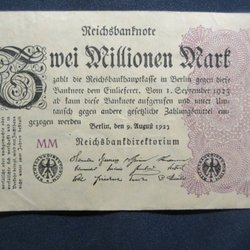 Reichsbanknote
Zwei Millionen Mark
zahlt die Reichsbankhauptkasse in Berlin gegen diese
Banknote dem Einlieferer. Vom 1. September 1923
ab kann diese Banknote aufgerufen und unter Um-
tausch gegen andere gesetzliche Zahlungsmittel ein-
gezogen werden
Berlin, den 9. August 1923
MM
Reichsbankdirektorium